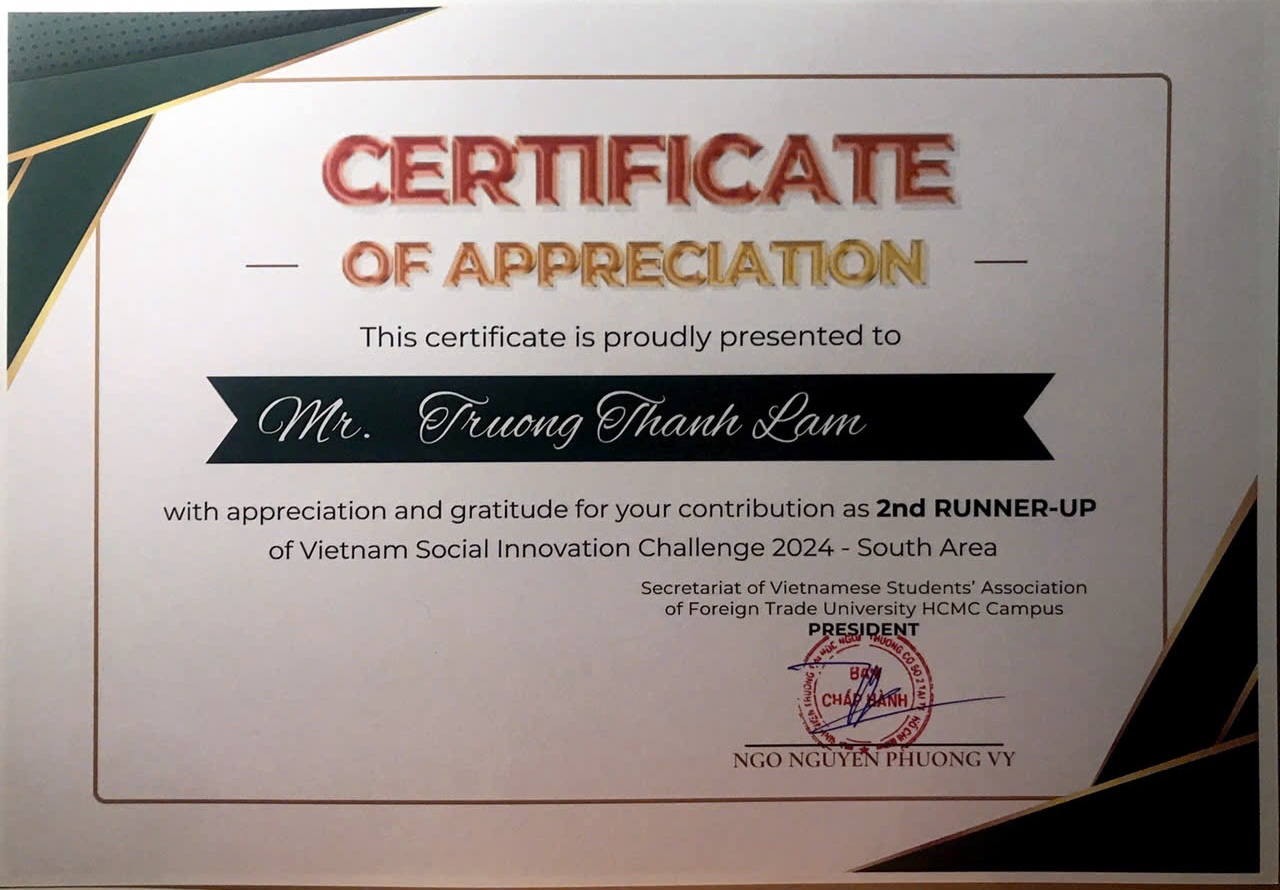 CERTIFICATE
OF APPRECIATION
This certificate is proudly presented to
Mr. Truong Thanh Lam
with appreciation and gratitude for your contribution as 2nd RUNNER-UP
of Vietnam Social Innovation Challenge 2024 - South Area
Secretariat of Vietnamese Students’ Association
of Foreign Trade University HCMC Campus
PRESIDENT
BAN
CHẤP HÀNH
NGO NGUYEN PHUONG VY